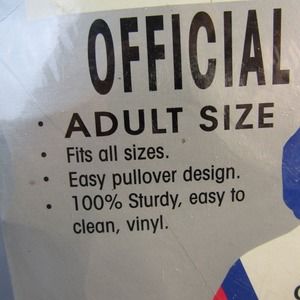 OFFICIAL
• ADULT SIZE
• Fits all sizes.
• Easy pullover design.
• 100% Sturdy, easy to
clean, vinyl.